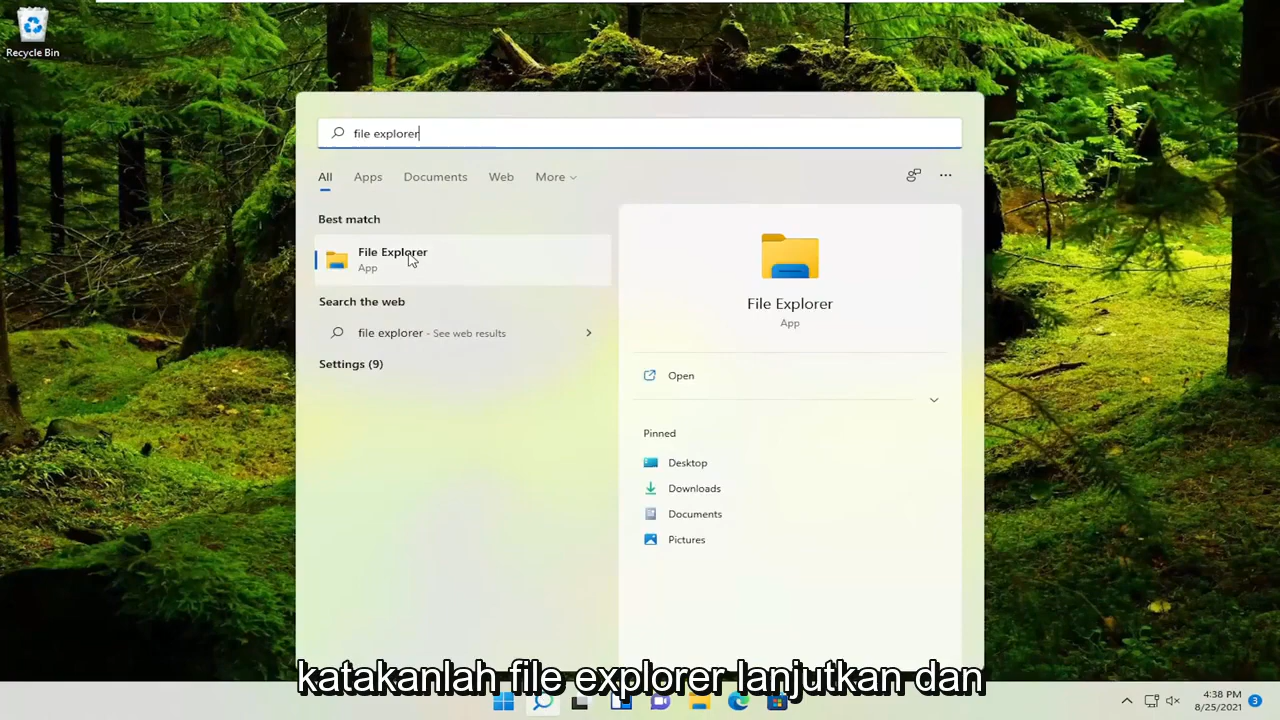 Recycle Bin
file explorer
All Apps Documents Web More
Best match
File Explorer
App
Search the web
file explorer - See web results
Settings (9)
File Explorer
App
Open
Pinned
Desktop
Downloads
Documents
Pictures
katakanlah file explorer lanjutkan dan
4:38 PM
8/25/2021
3